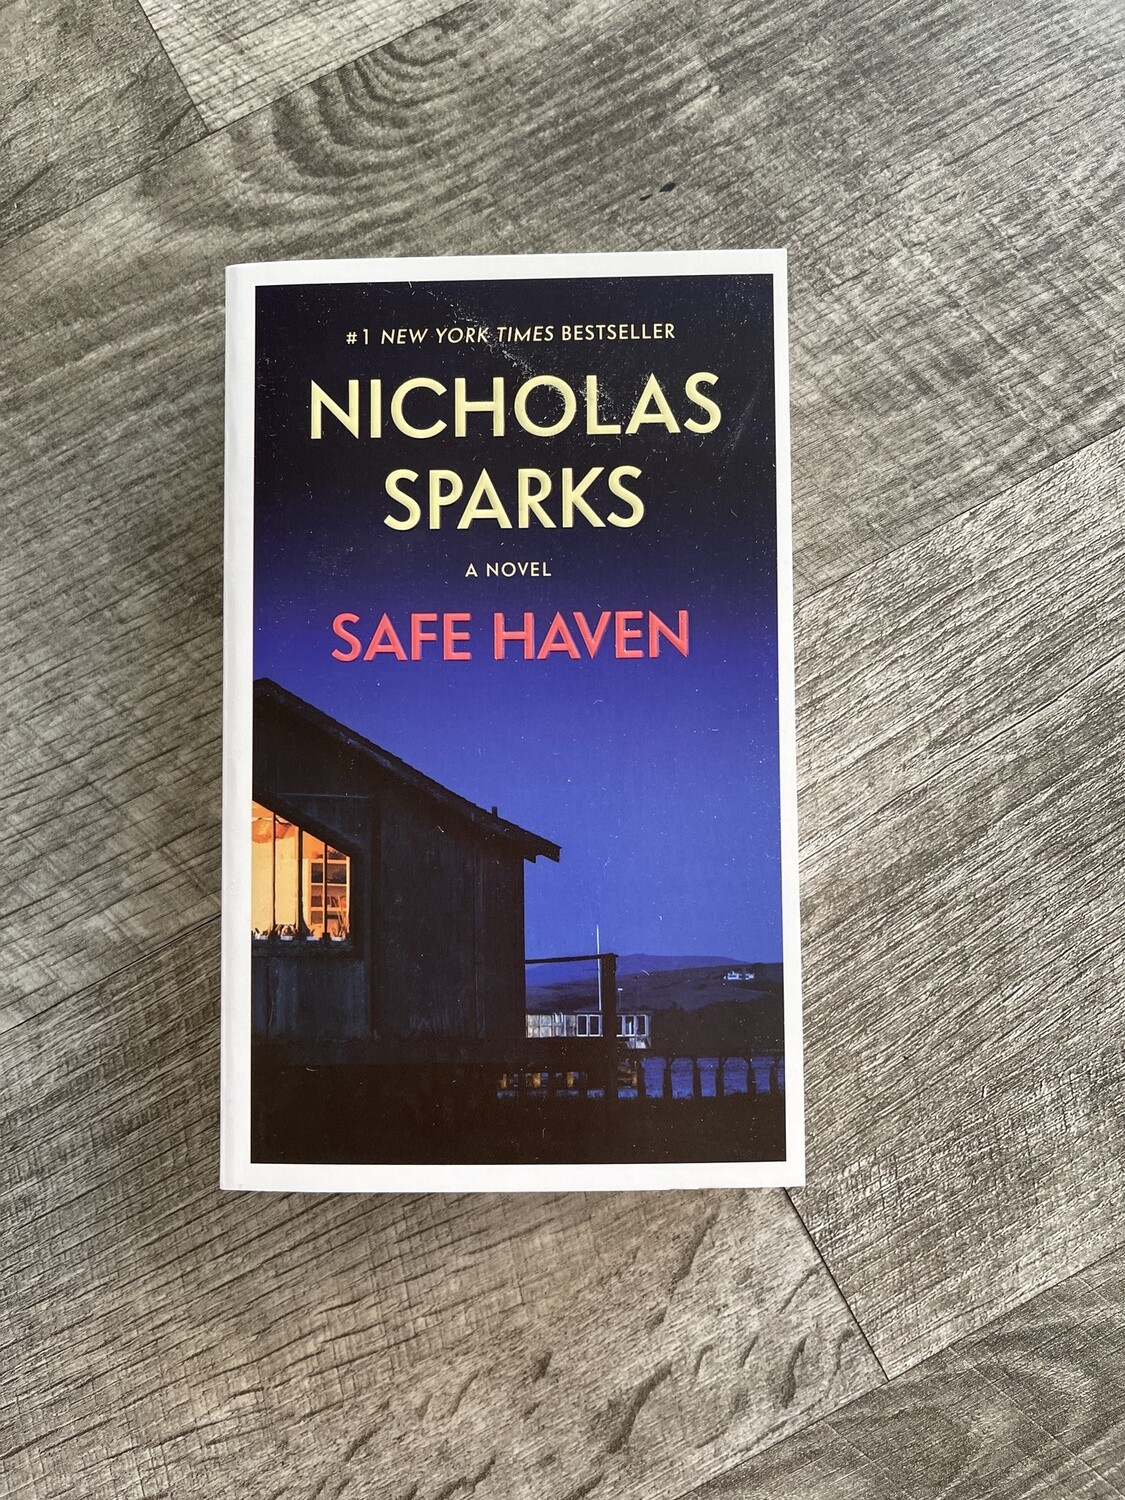 #1 NEW YORK TIMES BESTSELLER
NICHOLAS
SPARKS
A NOVEL
SAFE HAVEN